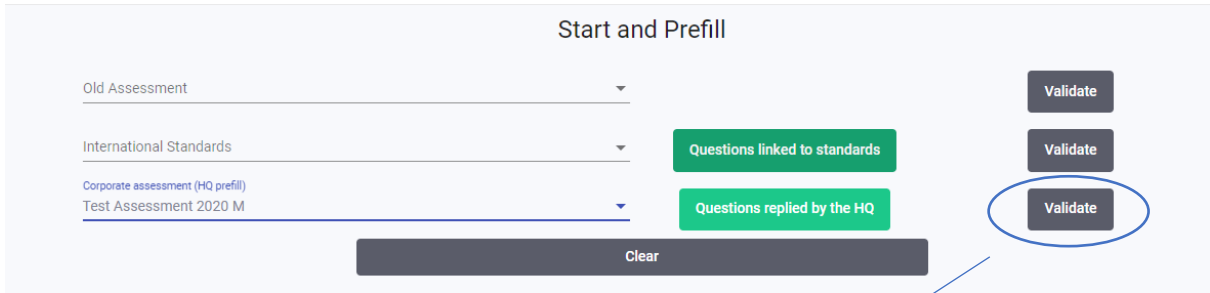 Start and Prefill
Old Assessment
Validate
International Standards
Questions linked to standards
Validate
Corporate assessment (HQ prefill)
Test Assessment 2020 M
Questions replied by the HQ
Validate
Clear